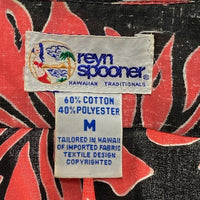 reyn
spooner®
HAWAIIAN TRADITIONALS
60% COTTON
40% POLYESTER
M
TAILORED IN HAWAII
OF IMPORTED FABRIC
TEXTILE DESIGN
COPYRIGHTED